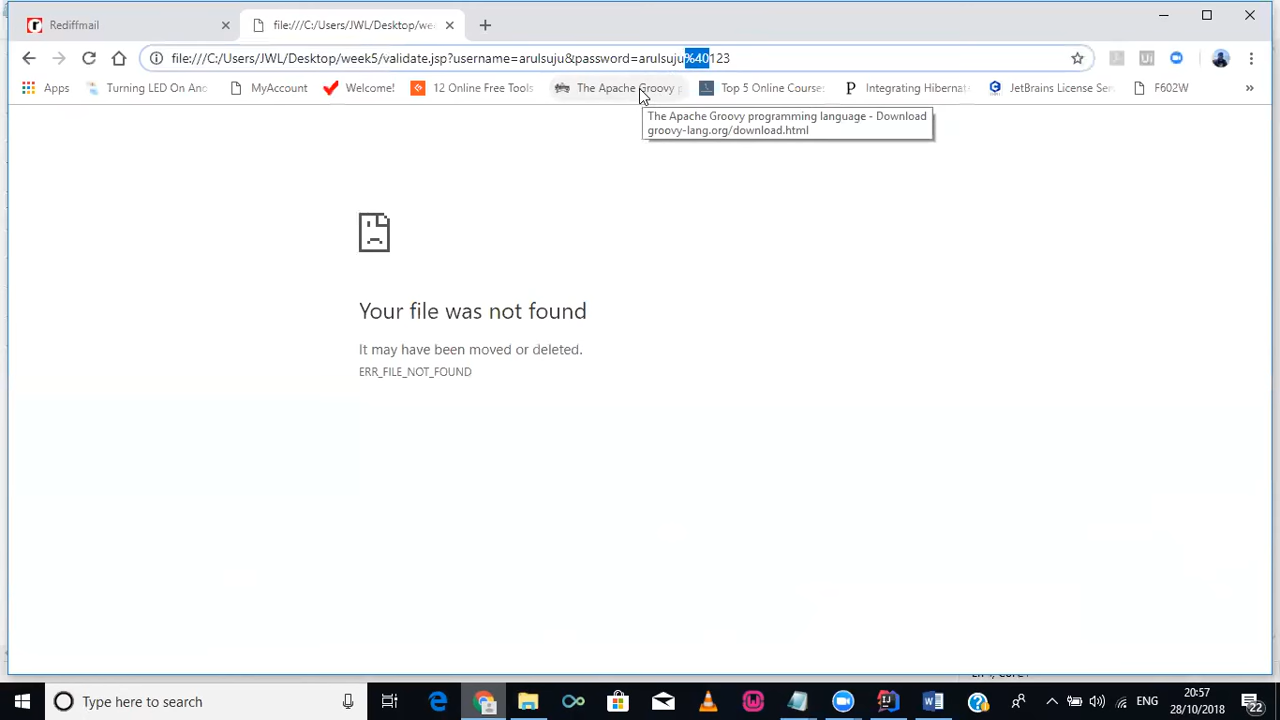 Rediffmail
file:///C:/Users/JWL/Desktop/we
file:///C:/Users/JWL/Desktop/week5/validate.jsp?username=arulsuju&password=arulsuju%40123
Apps
Turning LED On An
MyAccount
Welcome!
12 Online Free Tools
The Apache Groovy p
Top 5 Online Course
Integrating Hibernat
JetBrains License Ser
F602W
»
The Apache Groovy programming language - Download
groovy-lang.org/download.html
Your file was not found
It may have been moved or deleted.
ERR_FILE_NOT_FOUND
Type here to search
ENG
20:57
28/10/2018
22